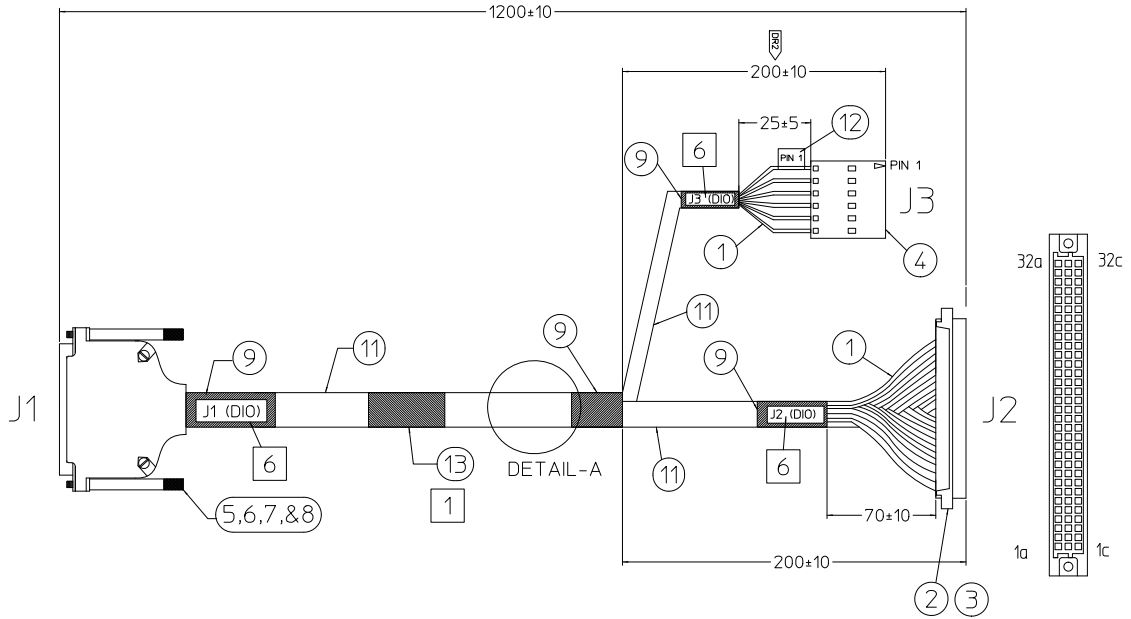 1200±10
DR2
200±10
25±5
12
9
6
PIN 1
PIN 1
J3 (DIO)
J3
1
4
32a
32c
11
9
11
9
1
J1
J1 (DIO)
J2 (DIO)
J2
6
13
DETAIL-A
11
6
1
5,6,7,&8
70±10
1a
1c
200±10
2
3